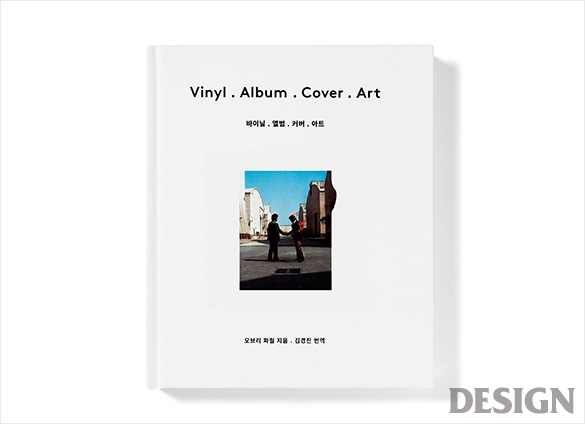 Vinyl . Album . Cover . Art
바이닐 . 앨범 . 커버 . 아트
오브리 파월 지음 . 김경진 번역
DESIGN